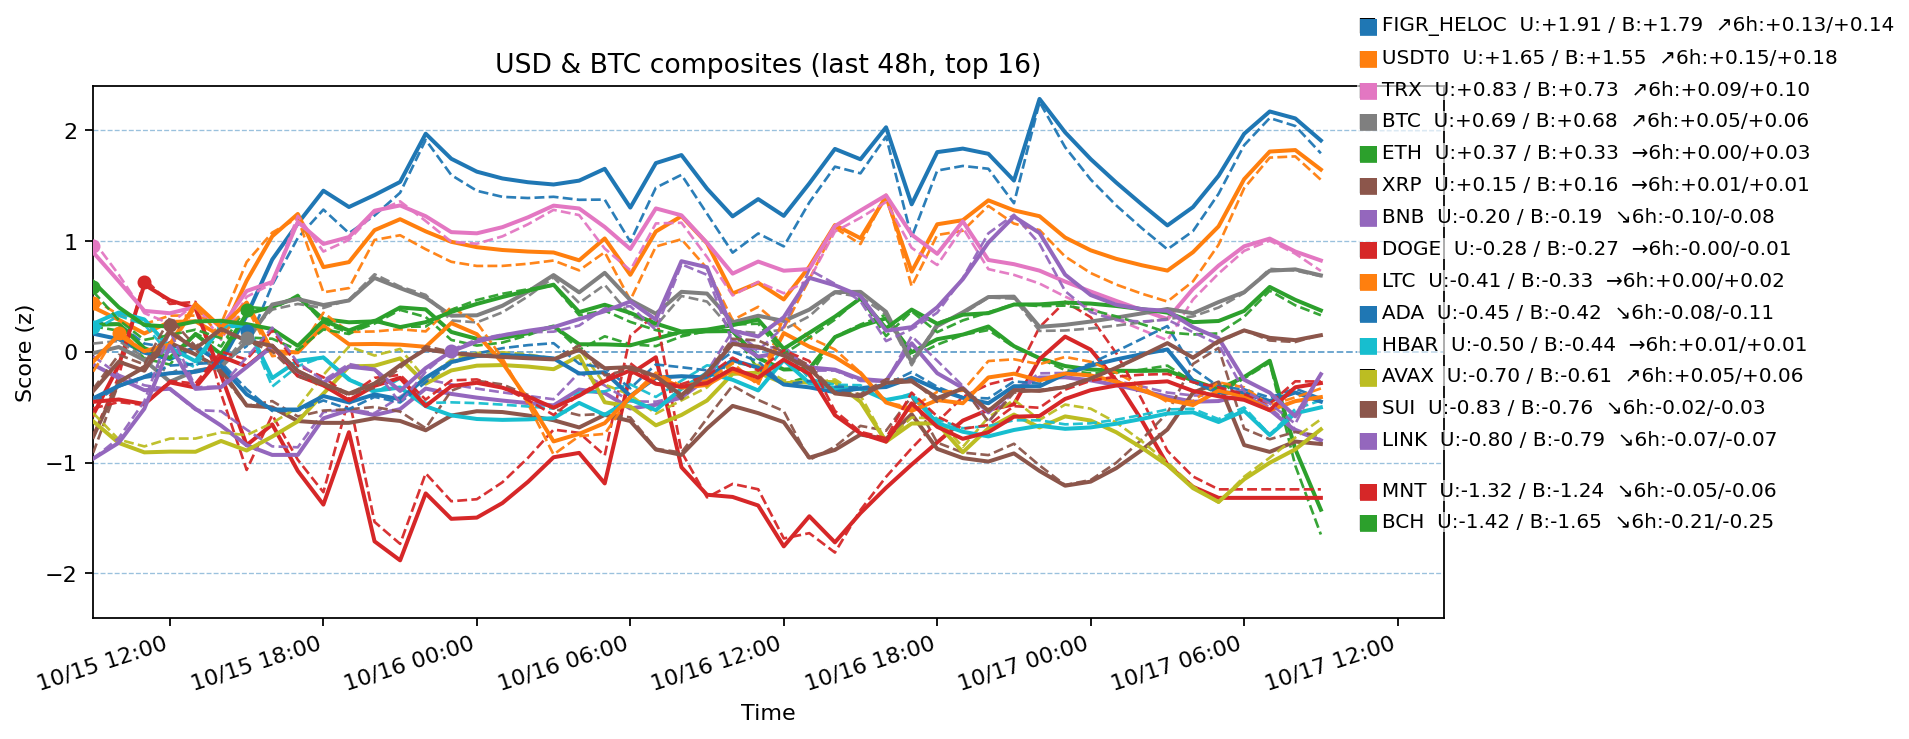 USD & BTC composites (last 48h, top 16)
FIGR_HELOC U:+1.91 / B:+1.79 ↗6h:+0.13/+0.14
USDT0 U:+1.65 / B:+1.55 ↗6h:+0.15/+0.18
TRX U:+0.83 / B:+0.73 ↗6h:+0.09/+0.10
BTC U:+0.69 / B:+0.68 ↗6h:+0.05/+0.06
ETH U:+0.37 / B:+0.33 →6h:+0.00/+0.03
XRP U:+0.15 / B:+0.16 →6h:+0.01/+0.01
BNB U:-0.20 / B:-0.19 ↘6h:-0.10/-0.08
DOGE U:-0.28 / B:-0.27 →6h:-0.00/-0.01
LTC U:-0.41 / B:-0.33 →6h:+0.00/+0.02
ADA U:-0.45 / B:-0.42 ↘6h:-0.08/-0.11
HBAR U:-0.50 / B:-0.44 →6h:+0.01/+0.01
AVAX U:-0.70 / B:-0.61 ↗6h:+0.05/+0.06
SUI U:-0.83 / B:-0.76 ↘6h:-0.02/-0.03
LINK U:-0.80 / B:-0.79 ↘6h:-0.07/-0.07
MNT U:-1.32 / B:-1.24 ↘6h:-0.05/-0.06
BCH U:-1.42 / B:-1.65 ↘6h:-0.21/-0.25
Score (z)
2
1
0
−1
−2
10/15 12:00
10/15 18:00
10/16 00:00
10/16 06:00
10/16 12:00
10/16 18:00
10/17 00:00
10/17 06:00
10/17 12:00
Time